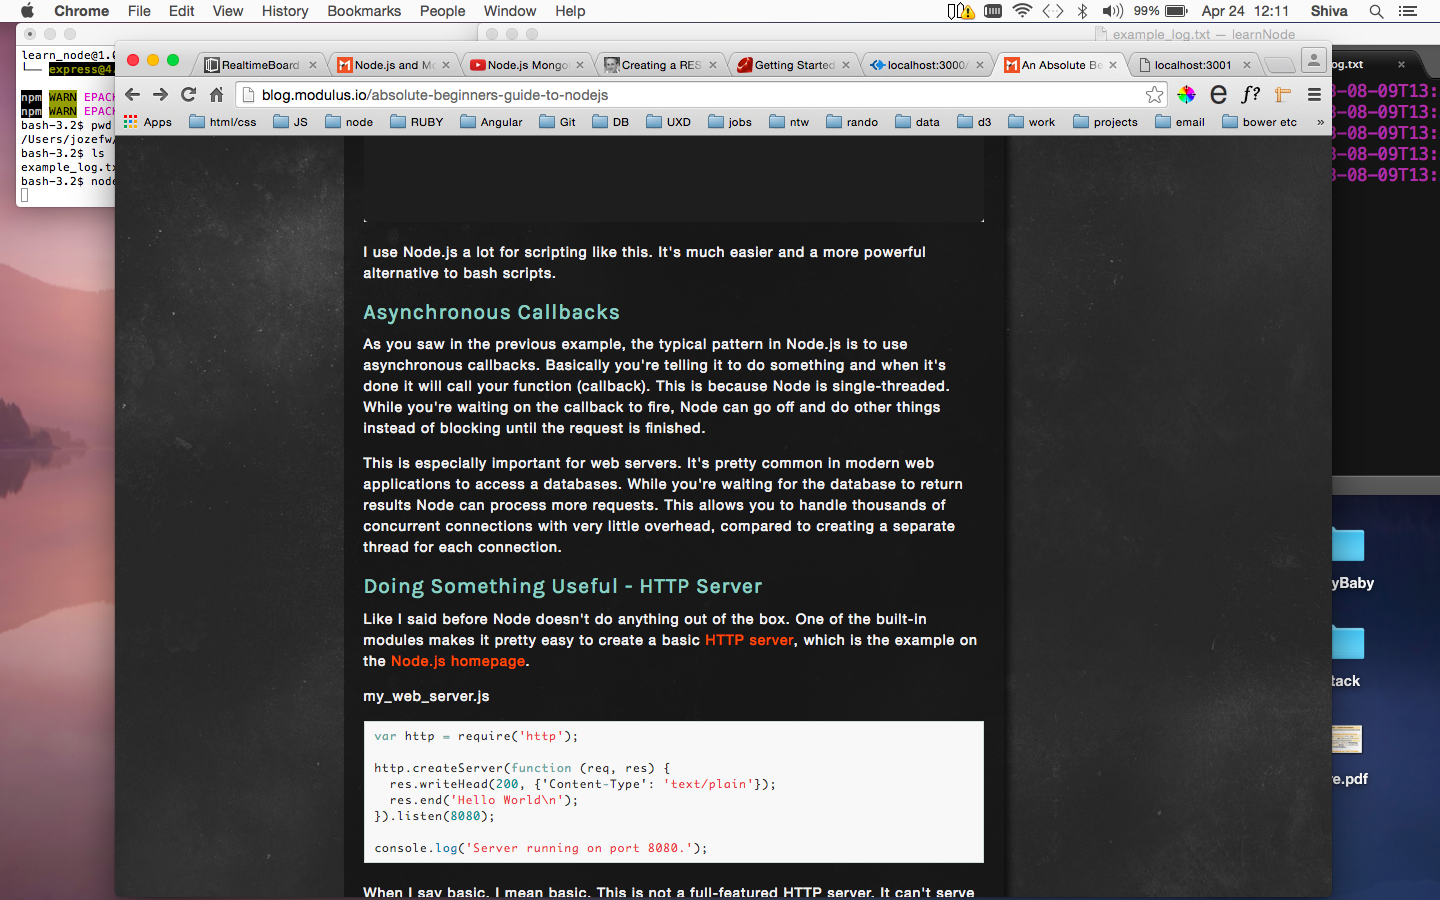 Chrome File Edit View History Bookmarks People Window Help 99% Apr 24 12:11 Shiva
example_log.txt — learnNode
learn_node@1.0
express@4.
npm WARN EPACK
npm WARN EPACK
bash-3.2$ pwd
/Users/jozefw/
bash-3.2$ ls
example_log.tx
bash-3.2$ node
RealtimeBoard
Node.js and Mo
Node.js Mongo
Creating a RES
Getting Started
localhost:3000/
An Absolute Be
localhost:3001
og.txt
blog.modulus.io/absolute-beginners-guide-to-nodejs
Apps html/css JS node RUBY Angular Git DB UXD jobs ntw rando data d3 work projects email bower etc »
3-08-09T13:
3-08-09T13:
3-08-09T13:
3-08-09T13:
3-08-09T13:
I use Node.js a lot for scripting like this. It's much easier and a more powerful
alternative to bash scripts.
Asynchronous Callbacks
As you saw in the previous example, the typical pattern in Node.js is to use
asynchronous callbacks. Basically you're telling it to do something and when it's
done it will call your function (callback). This is because Node is single-threaded.
While you're waiting on the callback to fire, Node can go off and do other things
instead of blocking until the request is finished.
This is especially important for web servers. It's pretty common in modern web
applications to access a databases. While you're waiting for the database to return
results Node can process more requests. This allows you to handle thousands of
concurrent connections with very little overhead, compared to creating a separate
thread for each connection.
Doing Something Useful - HTTP Server
Like I said before Node doesn't do anything out of the box. One of the built-in
modules makes it pretty easy to create a basic HTTP server, which is the example on
the Node.js homepage.
my_web_server.js
var http = require('http');
http.createServer(function (req, res) {
res.writeHead(200, {'Content-Type': 'text/plain'});
res.end('Hello World\n');
}).listen(8080);
console.log('Server running on port 8080.');
When I say basic, I mean basic. This is not a full-featured HTTP server. It can't serve
yBaby
tack
e.pdf